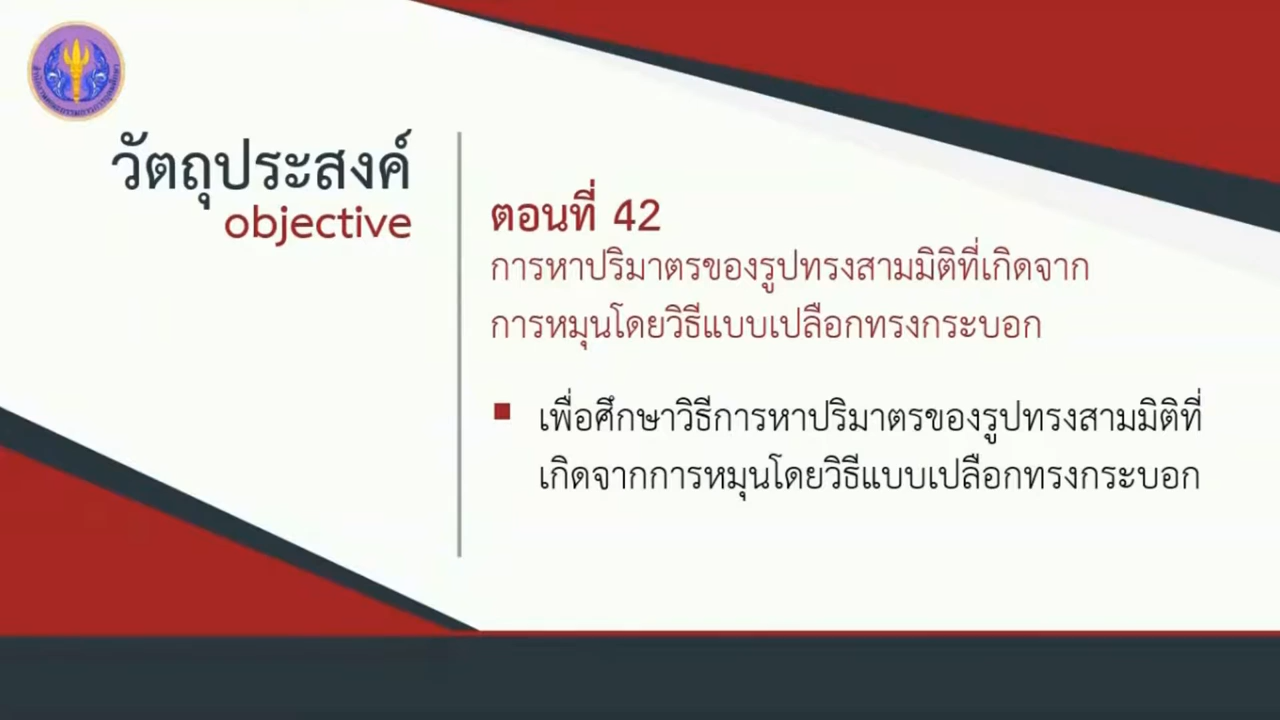 วัตถุประสงค์
objective
ตอนที่ 42
การหาปริมาตรของรูปทรงสามมิติที่เกิดจาก
การหมุนโดยวิธีแบบเปลือกทรงกระบอก
เพื่อศึกษาวิธีการหาปริมาตรของรูปทรงสามมิติที่
เกิดจากการหมุนโดยวิธีแบบเปลือกทรงกระบอก